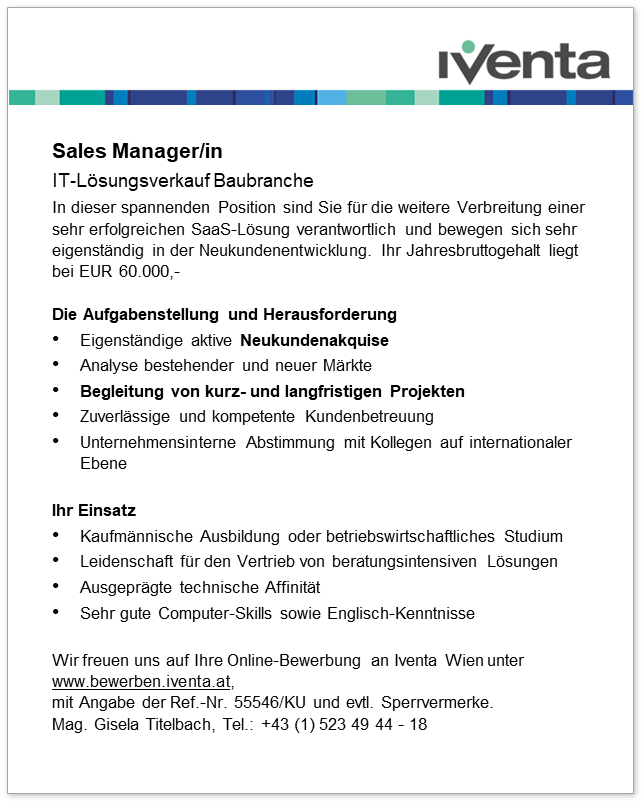 iventa
Sales Manager/in
IT-Lösungsverkauf Baubranche
In dieser spannenden Position sind Sie für die weitere Verbreitung einer
sehr erfolgreichen SaaS-Lösung verantwortlich und bewegen sich sehr
eigenständig in der Neukundenentwicklung. Ihr Jahresbruttogehalt liegt
bei EUR 60.000,-
Die Aufgabenstellung und Herausforderung
• Eigenständige aktive Neukundenakquise
• Analyse bestehender und neuer Märkte
• Begleitung von kurz- und langfristigen Projekten
• Zuverlässige und kompetente Kundenbetreuung
• Unternehmensinterne Abstimmung mit Kollegen auf internationaler
Ebene
Ihr Einsatz
• Kaufmännische Ausbildung oder betriebswirtschaftliches Studium
• Leidenschaft für den Vertrieb von beratungsintensiven Lösungen
• Ausgeprägte technische Affinität
• Sehr gute Computer-Skills sowie Englisch-Kenntnisse
Wir freuen uns auf Ihre Online-Bewerbung an Iventa Wien unter
www.bewerben.iventa.at,
mit Angabe der Ref.-Nr. 55546/KU und evtl. Sperrvermerke.
Mag. Gisela Titelbach, Tel.: +43 (1) 523 49 44 - 18